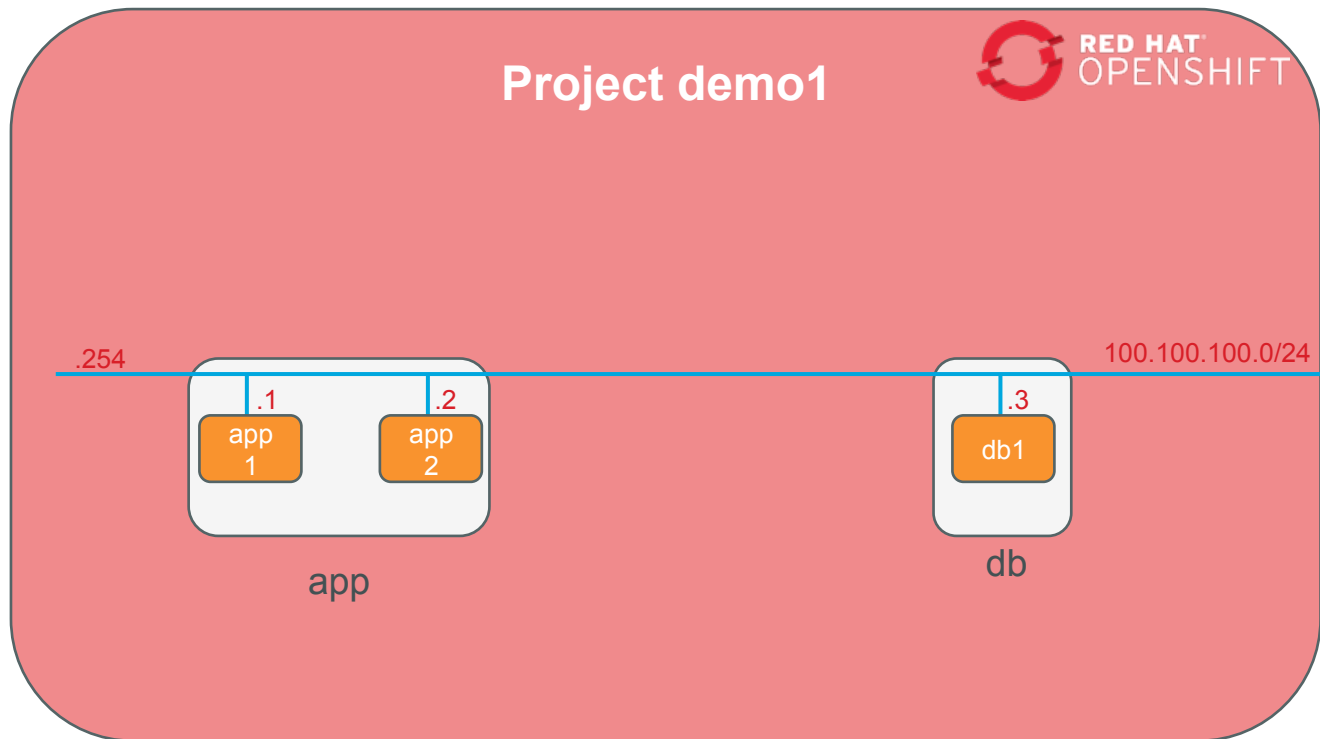 Project demo1
RED HAT®
OPENSHIFT
.254
100.100.100.0/24
.1
.2
.3
app
1
app
2
db1
app
db